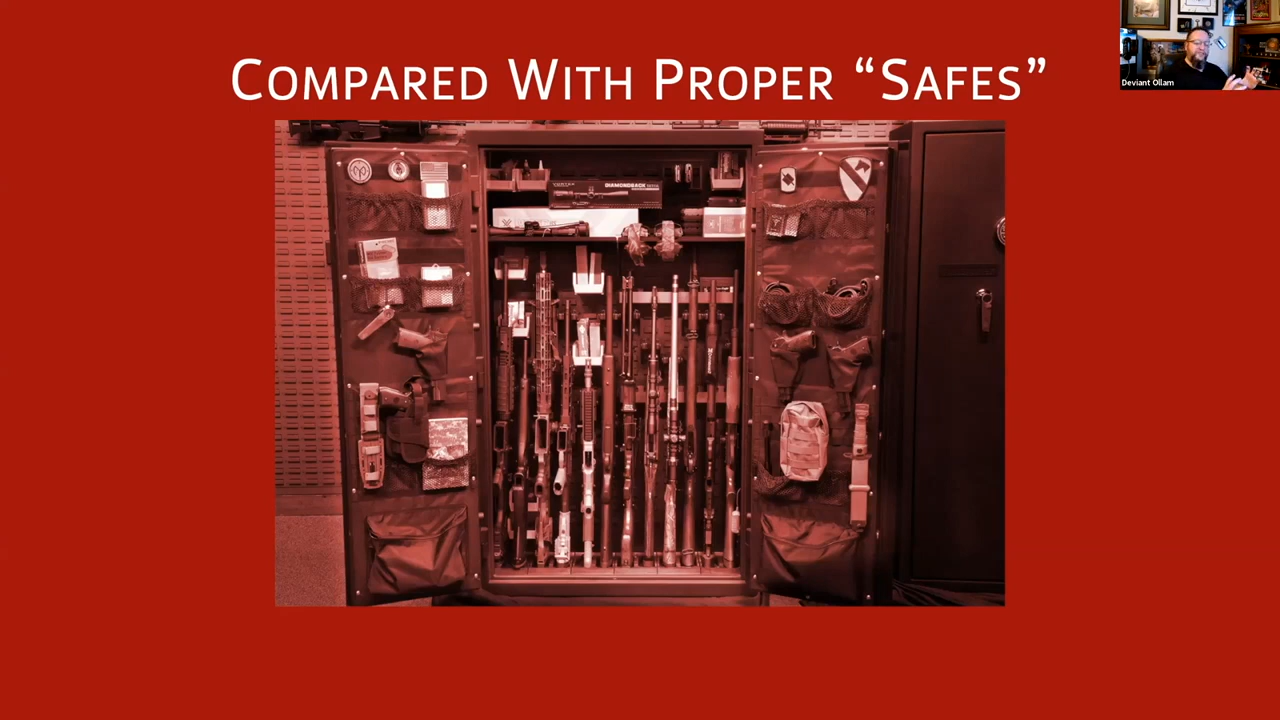 COMPARED WITH PROPER “SAFES”
Deviant Ollam
DIAMONDBACK